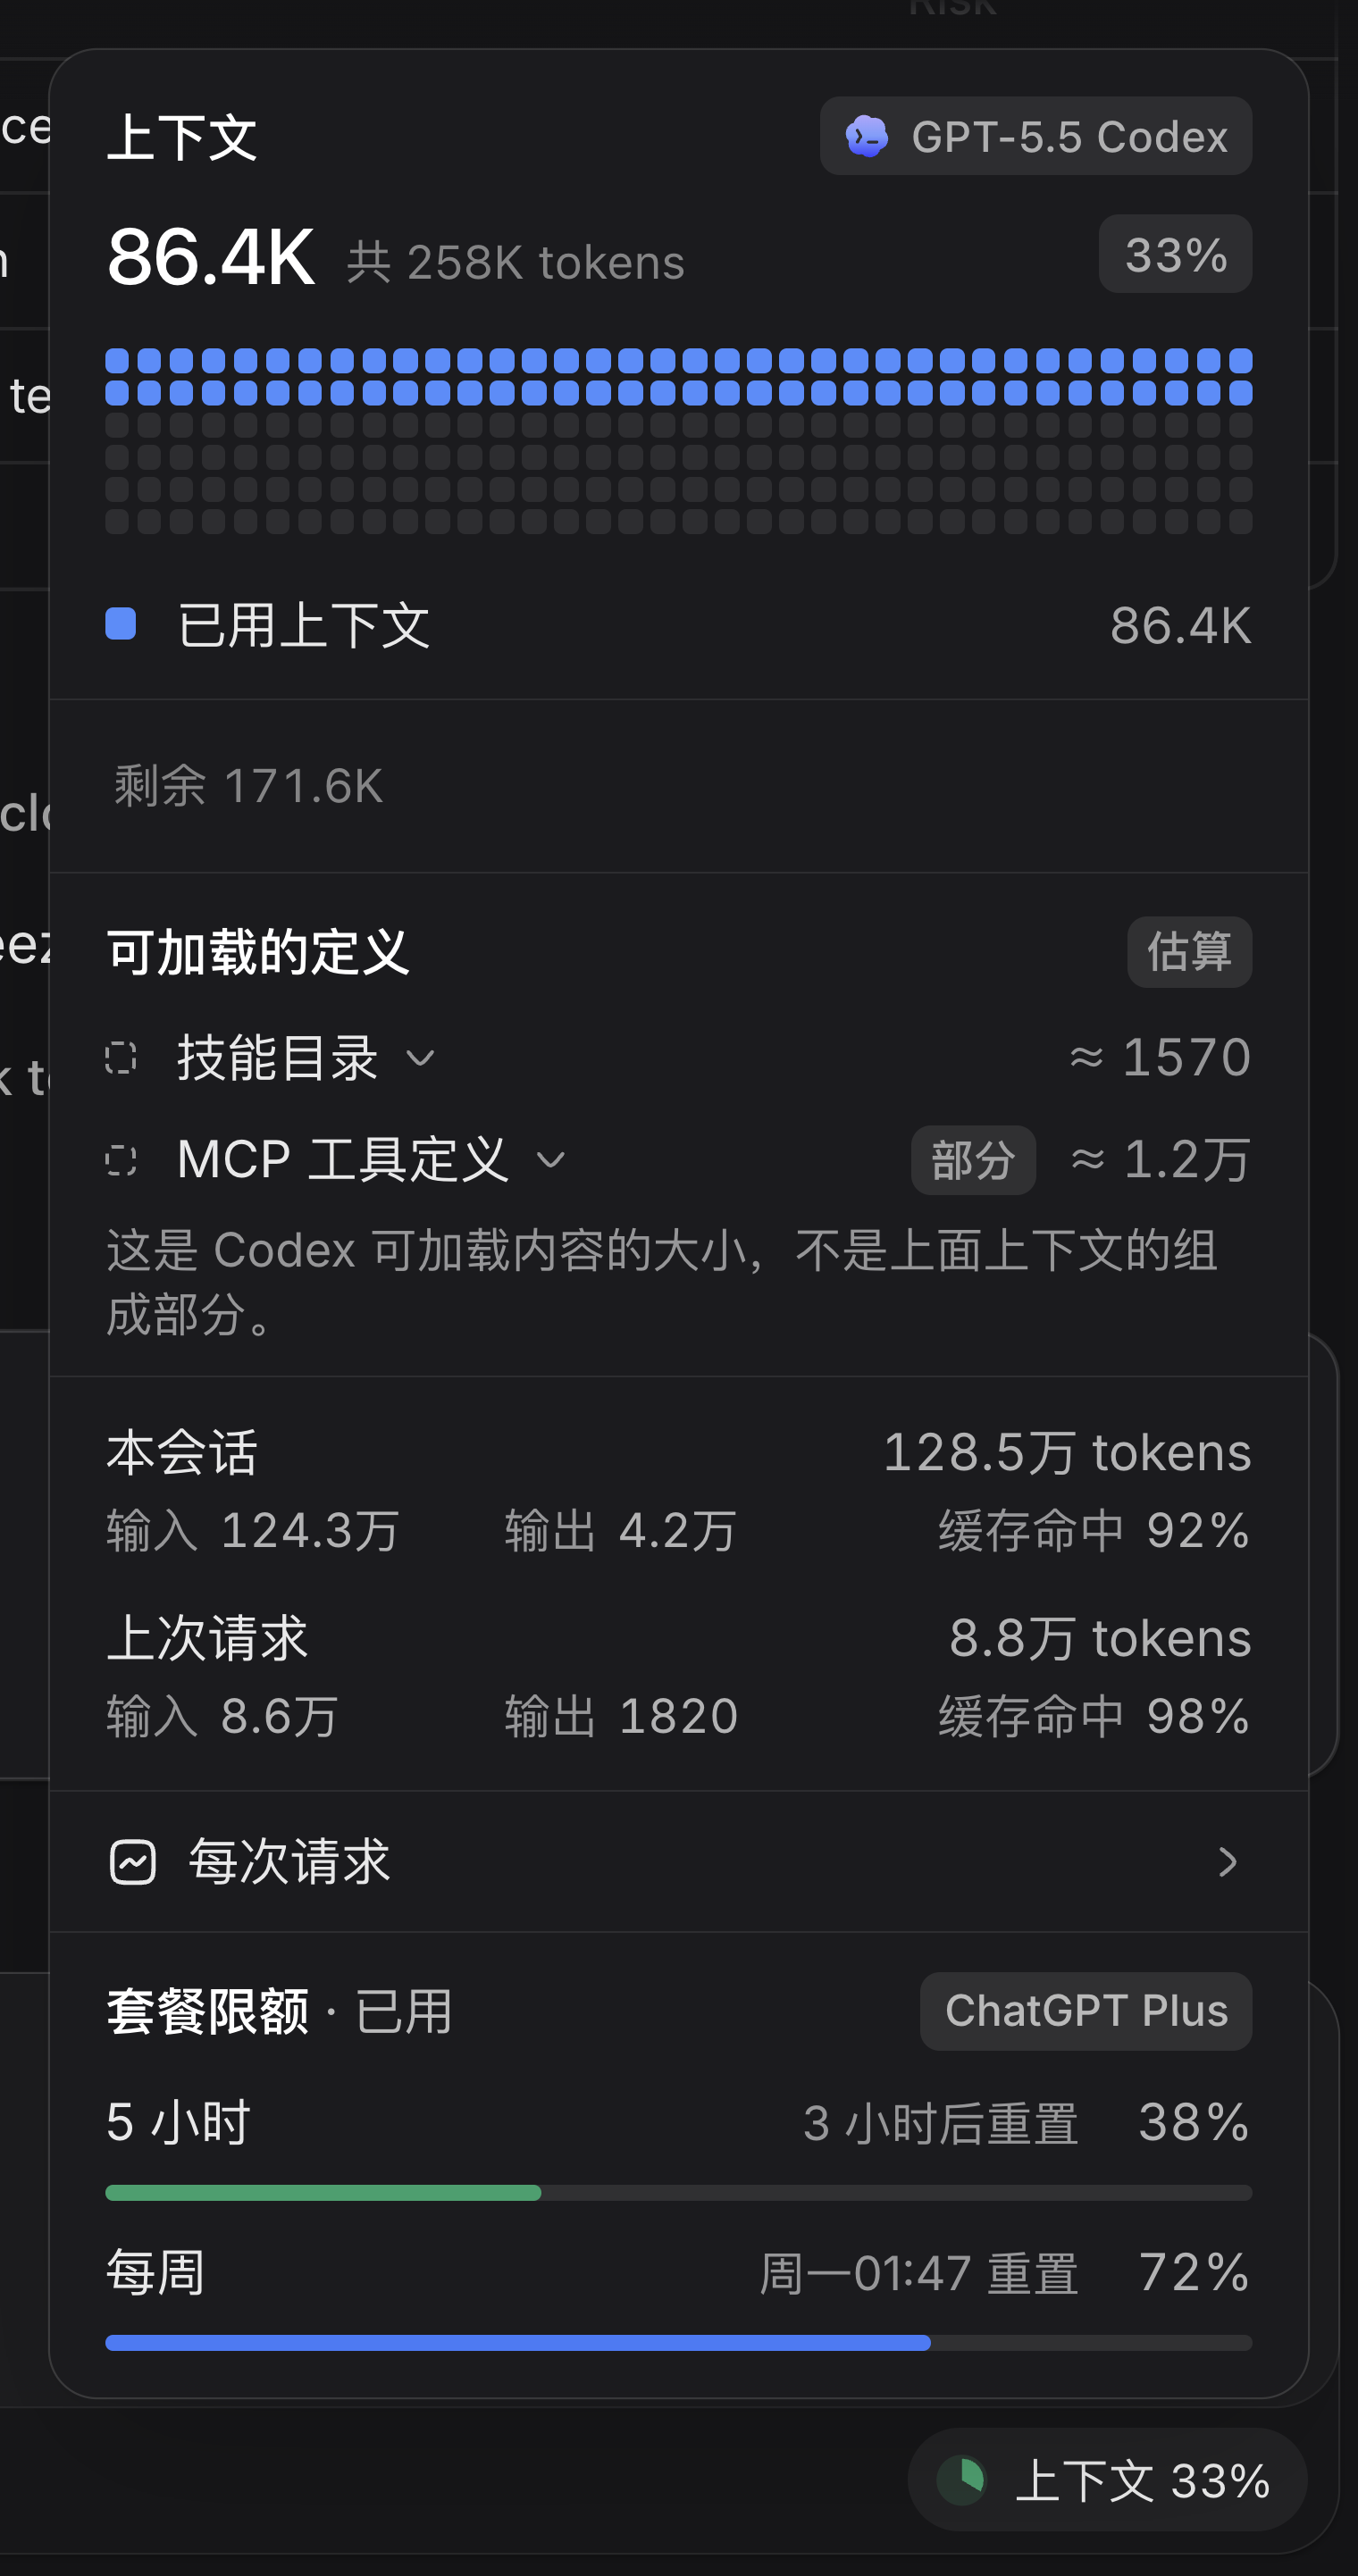 Risk
上下文
GPT-5.5 Codex
86.4K 共 258K tokens
33%
已用上下文
86.4K
剩余 171.6K
可加载的定义
估算
技能目录
≈ 1570
MCP 工具定义
部分 ≈ 1.2万
这是 Codex 可加载内容的大小，不是上面上下文的组
成部分。
本会话
128.5万 tokens
输入 124.3万 输出 4.2万 缓存命中 92%
上次请求
8.8万 tokens
输入 8.6万 输出 1820 缓存命中 98%
每次请求
套餐限额 · 已用
ChatGPT Plus
5 小时
3 小时后重置 38%
每周
周一01:47 重置 72%
上下文 33%